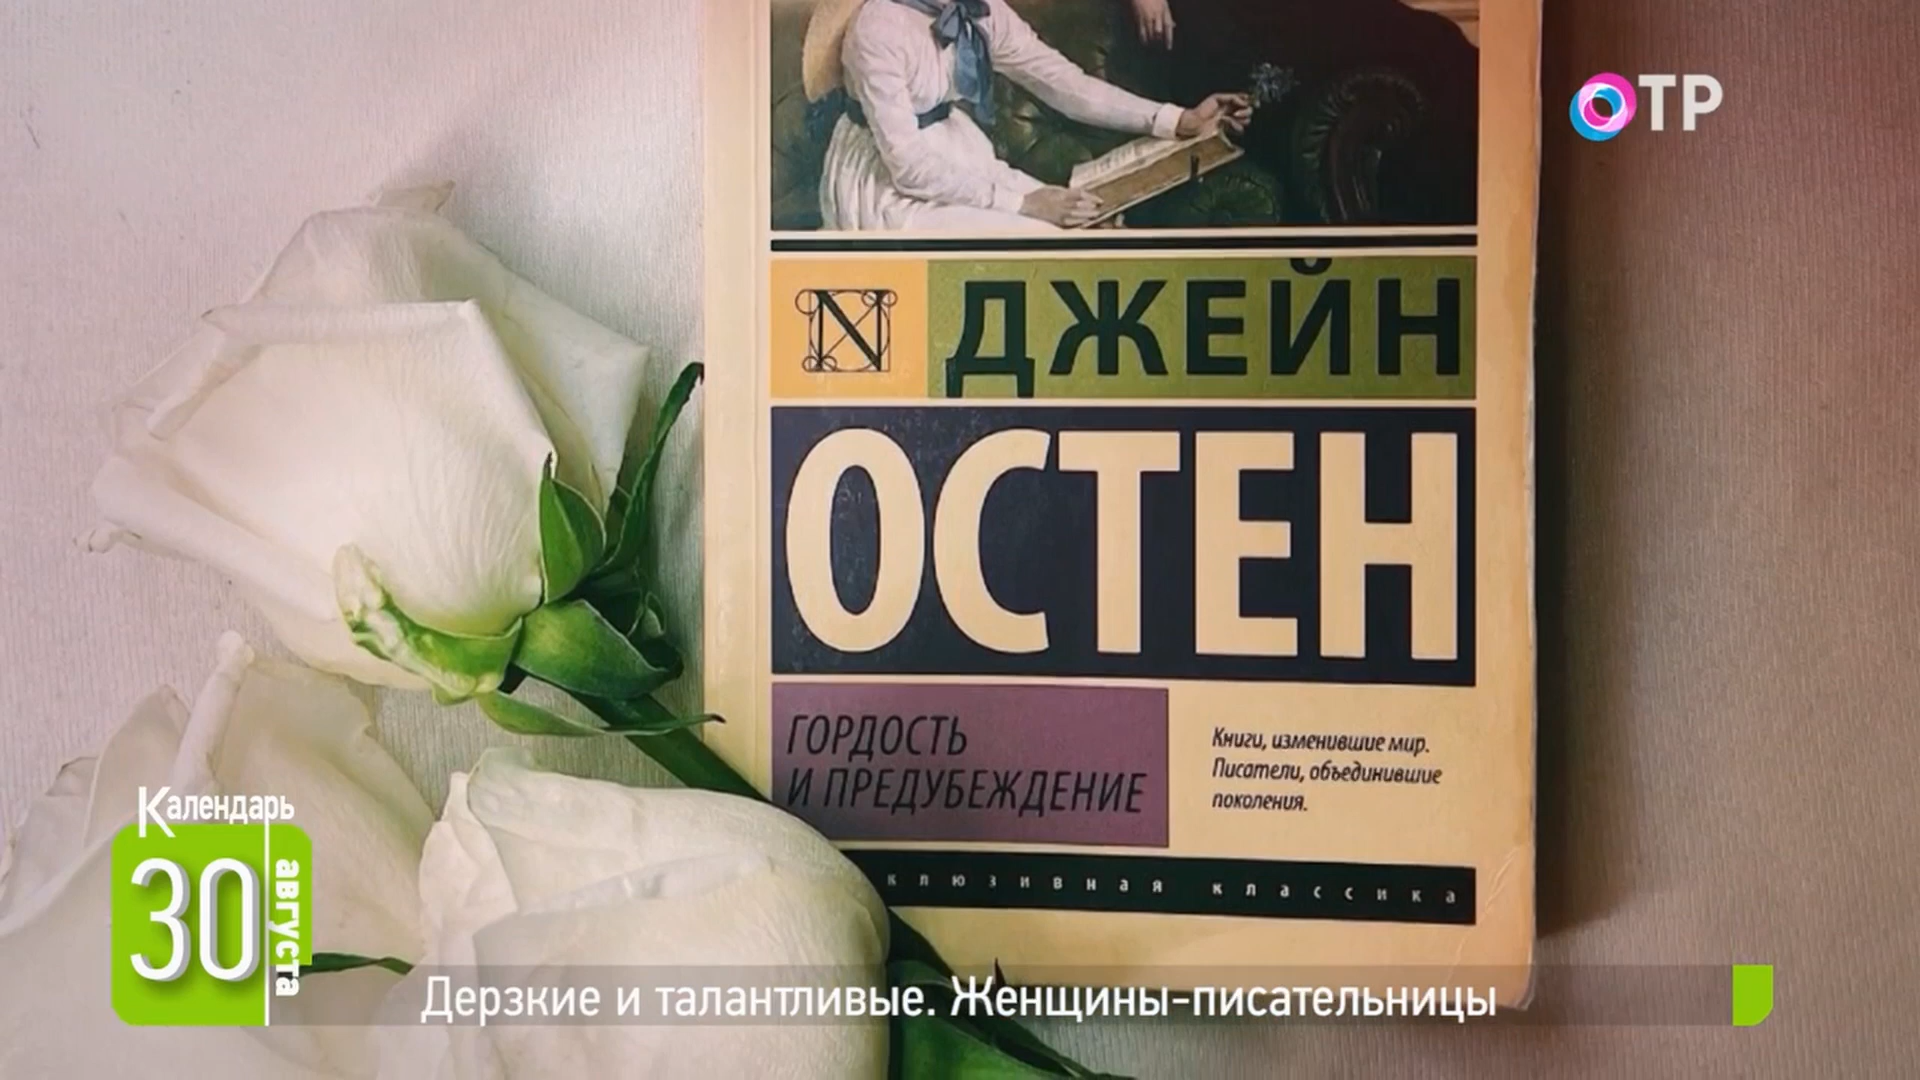 ОТР
N
ДЖЕЙН
ОСТЕН
ГОРДОСТЬ
И ПРЕДУБЕЖДЕНИЕ
Книги, изменившие мир.
Писатели, объединившие
поколения.
клюзивная классика
Календарь
30
августа
Дерзкие и талантливые. Женщины-писательницы